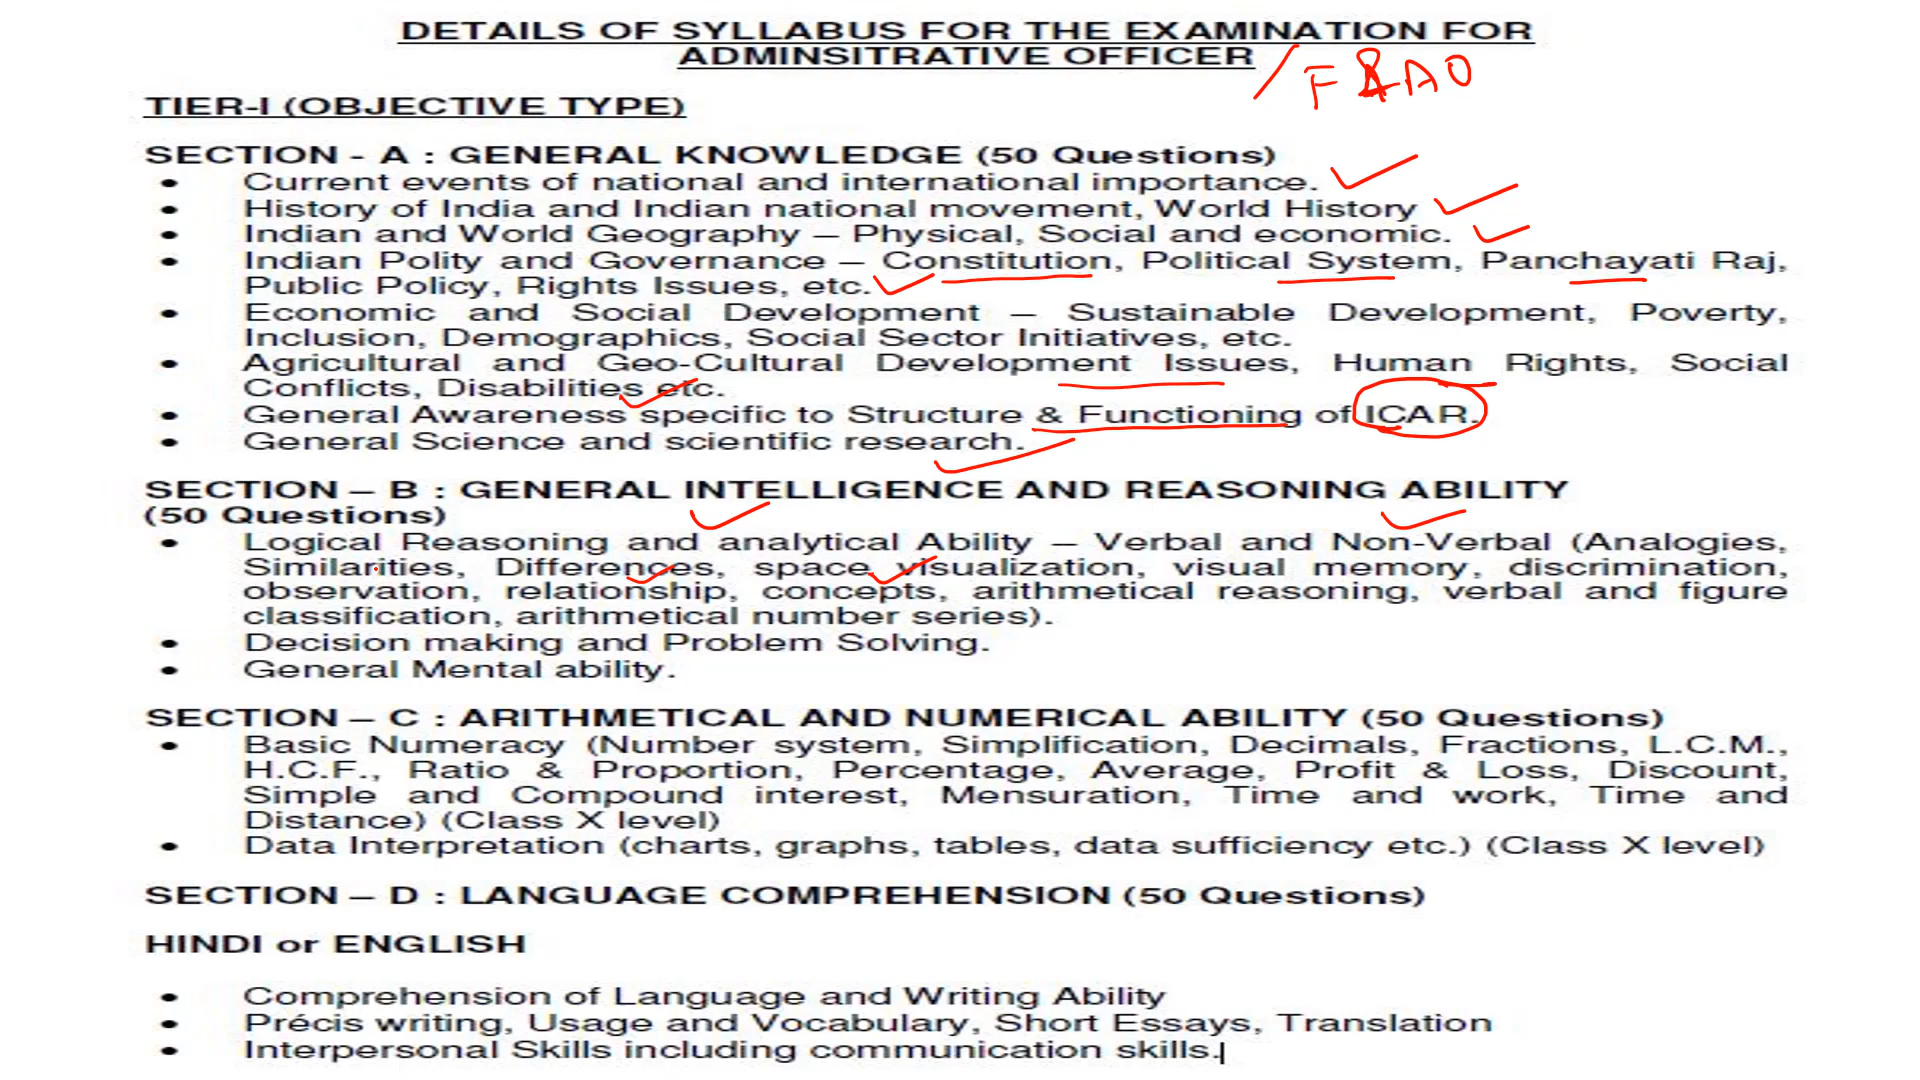 DETAILS OF SYLLABUS FOR THE EXAMINATION FOR
ADMINSITRATIVE OFFICER
/ F & AO
TIER-I (OBJECTIVE TYPE)
SECTION - A : GENERAL KNOWLEDGE (50 Questions)
• Current events of national and international importance.
• History of India and Indian national movement, World History
• Indian and World Geography – Physical, Social and economic.
• Indian Polity and Governance – Constitution, Political System, Panchayati Raj,
Public Policy, Rights Issues, etc.
• Economic and Social Development – Sustainable Development, Poverty,
Inclusion, Demographics, Social Sector Initiatives, etc.
• Agricultural and Geo-Cultural Development Issues, Human Rights, Social
Conflicts, Disabilities etc.
• General Awareness specific to Structure & Functioning of ICAR.
• General Science and scientific research.
SECTION – B : GENERAL INTELLIGENCE AND REASONING ABILITY
(50 Questions)
• Logical Reasoning and analytical Ability – Verbal and Non-Verbal (Analogies,
Similarities, Differences, space visualization, visual memory, discrimination,
observation, relationship, concepts, arithmetical reasoning, verbal and figure
classification, arithmetical number series).
• Decision making and Problem Solving.
• General Mental ability.
SECTION – C : ARITHMETICAL AND NUMERICAL ABILITY (50 Questions)
• Basic Numeracy (Number system, Simplification, Decimals, Fractions, L.C.M.,
H.C.F., Ratio & Proportion, Percentage, Average, Profit & Loss, Discount,
Simple and Compound interest, Mensuration, Time and work, Time and
Distance) (Class X level)
• Data Interpretation (charts, graphs, tables, data sufficiency etc.) (Class X level)
SECTION – D : LANGUAGE COMPREHENSION (50 Questions)
HINDI or ENGLISH
• Comprehension of Language and Writing Ability
• Précis writing, Usage and Vocabulary, Short Essays, Translation
• Interpersonal Skills including communication skills.